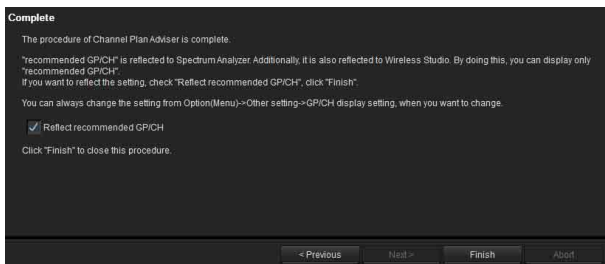 Complete
The procedure of Channel Plan Adviser is complete.
"recommended GP/CH" is reflected to Spectrum Analyzer. Additionally, it is also reflected to Wireless Studio. By doing this, you can display only
"recommended GP/CH".
If you want to reflect the setting, check "Reflect recommended GP/CH", click "Finish".
You can always change the setting from Option(Menu)->Other setting->GP/CH display setting, when you want to change.
Reflect recommended GP/CH
Click "Finish" to close this procedure.
< Previous
Next >
Finish
Abort